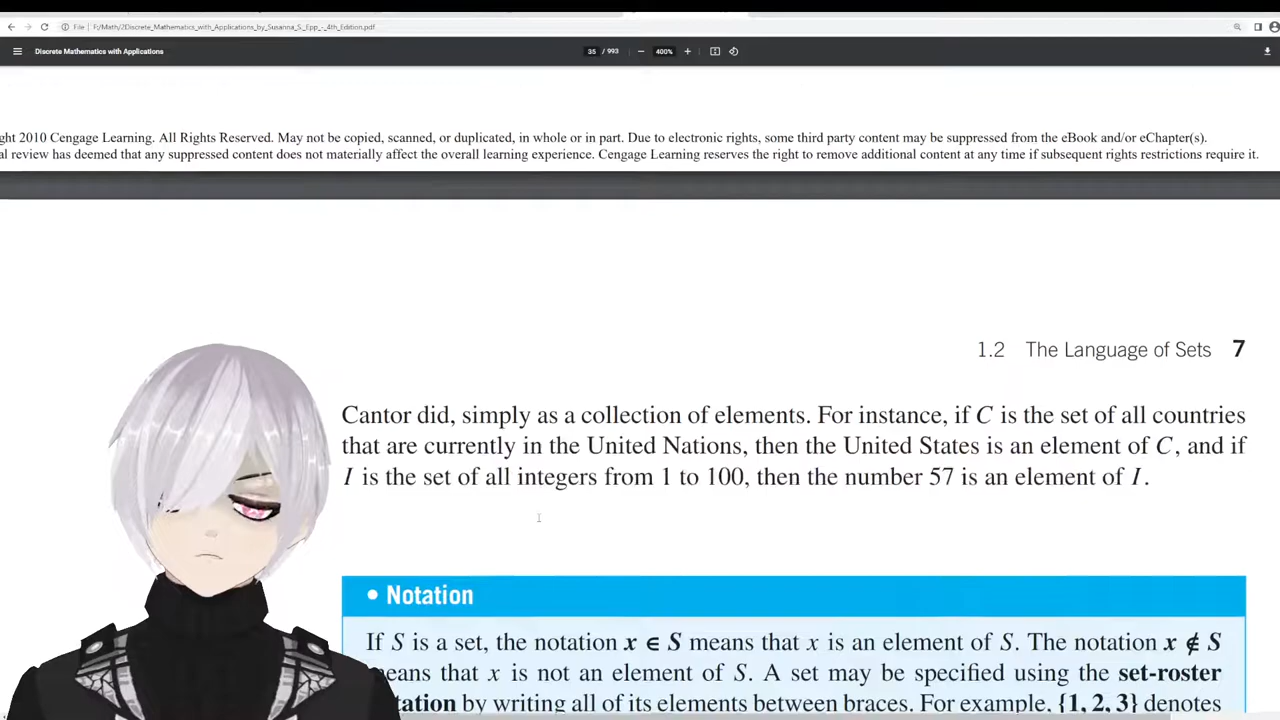 File | F:/Math/2Discrete_Mathematics_with_Applications_by_Susanna_S._Epp_-_4th_Edition.pdf
Discrete Mathematics with Applications
35 / 993
400%
ght 2010 Cengage Learning. All Rights Reserved. May not be copied, scanned, or duplicated, in whole or in part. Due to electronic rights, some third party content may be suppressed from the eBook and/or eChapter(s).
al review has deemed that any suppressed content does not materially affect the overall learning experience. Cengage Learning reserves the right to remove additional content at any time if subsequent rights restrictions require it.
1.2 The Language of Sets 7
Cantor did, simply as a collection of elements. For instance, if C is the set of all countries
that are currently in the United Nations, then the United States is an element of C, and if
I is the set of all integers from 1 to 100, then the number 57 is an element of I.
• Notation
If S is a set, the notation x ∈ S means that x is an element of S. The notation x ∉ S
means that x is not an element of S. A set may be specified using the set-roster
tation by writing all of its elements between braces. For example, {1, 2, 3} denotes